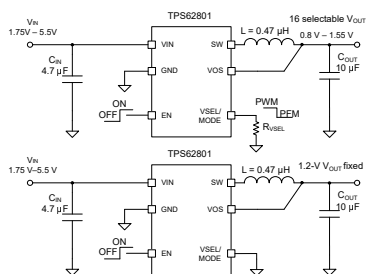 TPS62801
VIN
1.75V – 5.5V
L = 0.47 µH
16 selectable VOUT
0.8 V – 1.55 V
VIN
SW
CIN
4.7 µF
GND
VOS
COUT
10 µF
ON
OFF
EN
VSEL/
MODE
PWM
PFM
RVSEL
TPS62801
VIN
1.75 V–5.5 V
L = 0.47 µH
1.2-V VOUT fixed
VIN
SW
CIN
4.7 µF
GND
VOS
COUT
10 µF
ON
OFF
EN
VSEL/
MODE